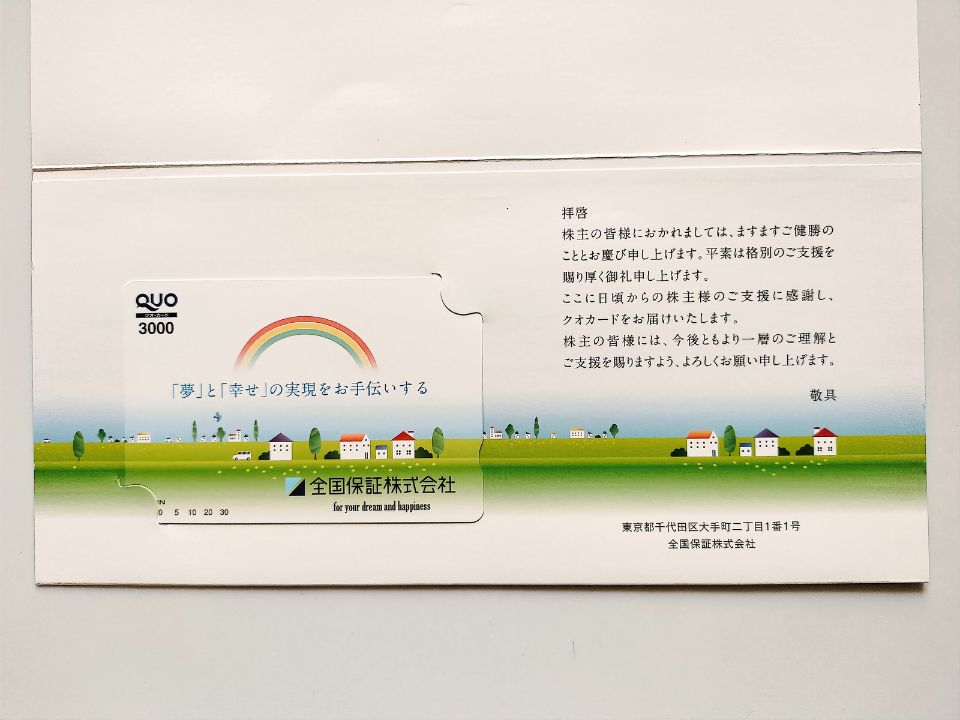 QUO
クオ・カード
3000
「夢」と「幸せ」の実現をお手伝いする
全国保証株式会社
for your dream and happiness
IN
0 5 10 20 30
拝啓
株主の皆様におかれましては、ますますご健勝の
こととお慶び申し上げます。平素は格別のご支援を
賜り厚く御礼申し上げます。
ここに日頃からの株主様のご支援に感謝し、
クオカードをお届けいたします。
株主の皆様には、今後ともより一層のご理解と
ご支援を賜りますよう、よろしくお願い申し上げます。
敬具
東京都千代田区大手町二丁目1番1号
全国保証株式会社